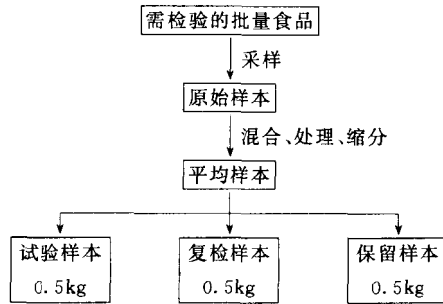 需检验的批量食品
采样
原始样本
混合、处理、缩分
平均样本
试验样本
0.5kg
复检样本
0.5kg
保留样本
0.5kg